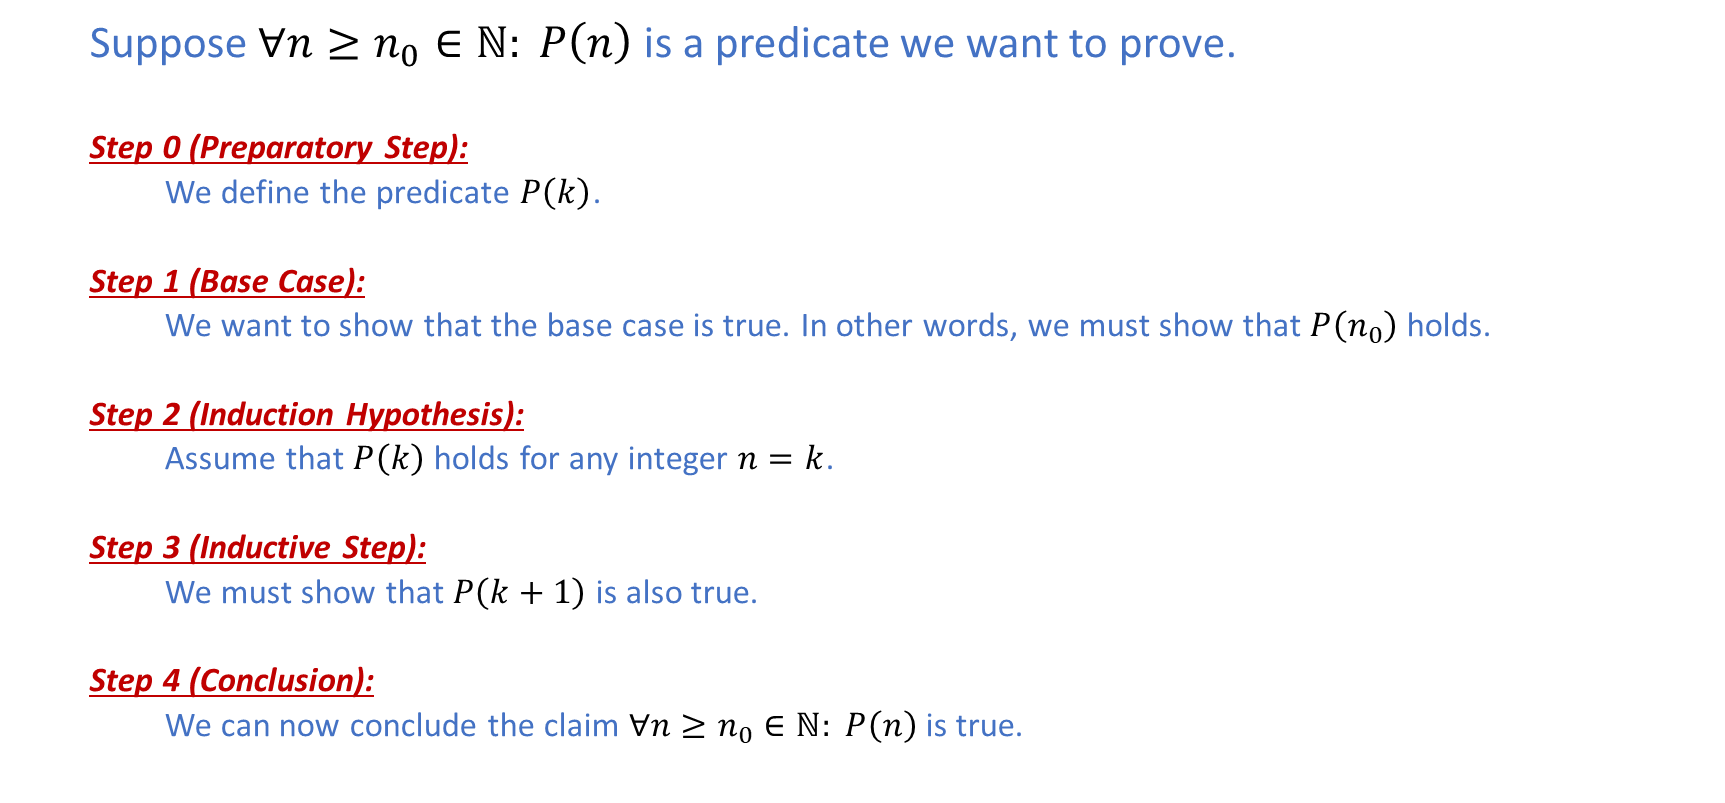 Suppose ∀n ≥ n₀ ∈ ℕ: P(n) is a predicate we want to prove.
Step 0 (Preparatory Step):
We define the predicate P(k).
Step 1 (Base Case):
We want to show that the base case is true. In other words, we must show that P(n₀) holds.
Step 2 (Induction Hypothesis):
Assume that P(k) holds for any integer n = k.
Step 3 (Inductive Step):
We must show that P(k + 1) is also true.
Step 4 (Conclusion):
We can now conclude the claim ∀n ≥ n₀ ∈ ℕ: P(n) is true.